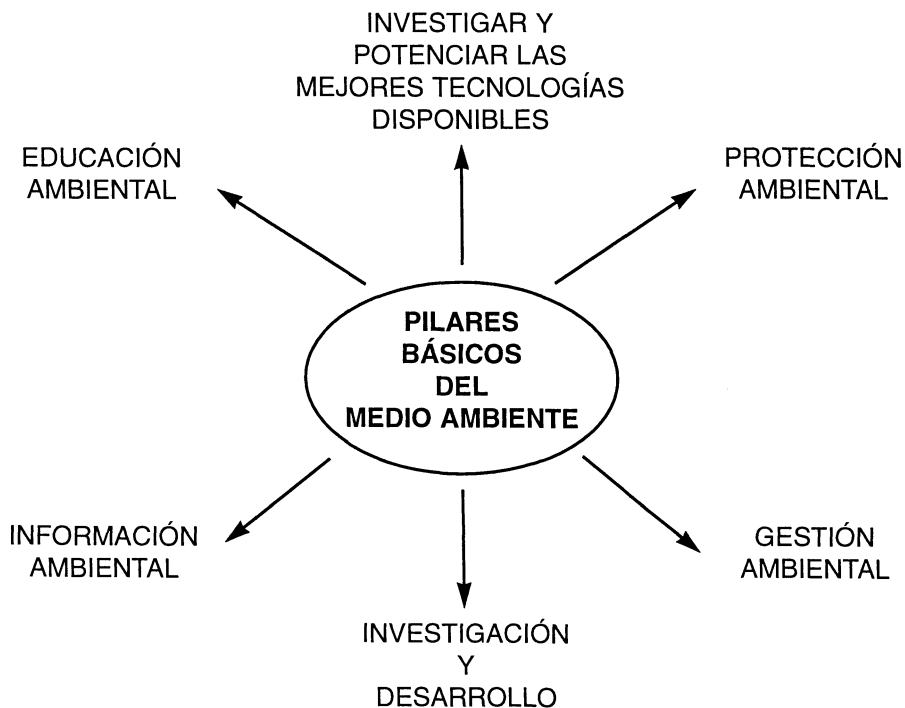 INVESTIGAR Y
POTENCIAR LAS
MEJORES TECNOLOGÍAS
DISPONIBLES
EDUCACIÓN
AMBIENTAL
PROTECCIÓN
AMBIENTAL
PILARES
BÁSICOS
DEL
MEDIO AMBIENTE
INFORMACIÓN
AMBIENTAL
GESTIÓN
AMBIENTAL
INVESTIGACIÓN
Y
DESARROLLO